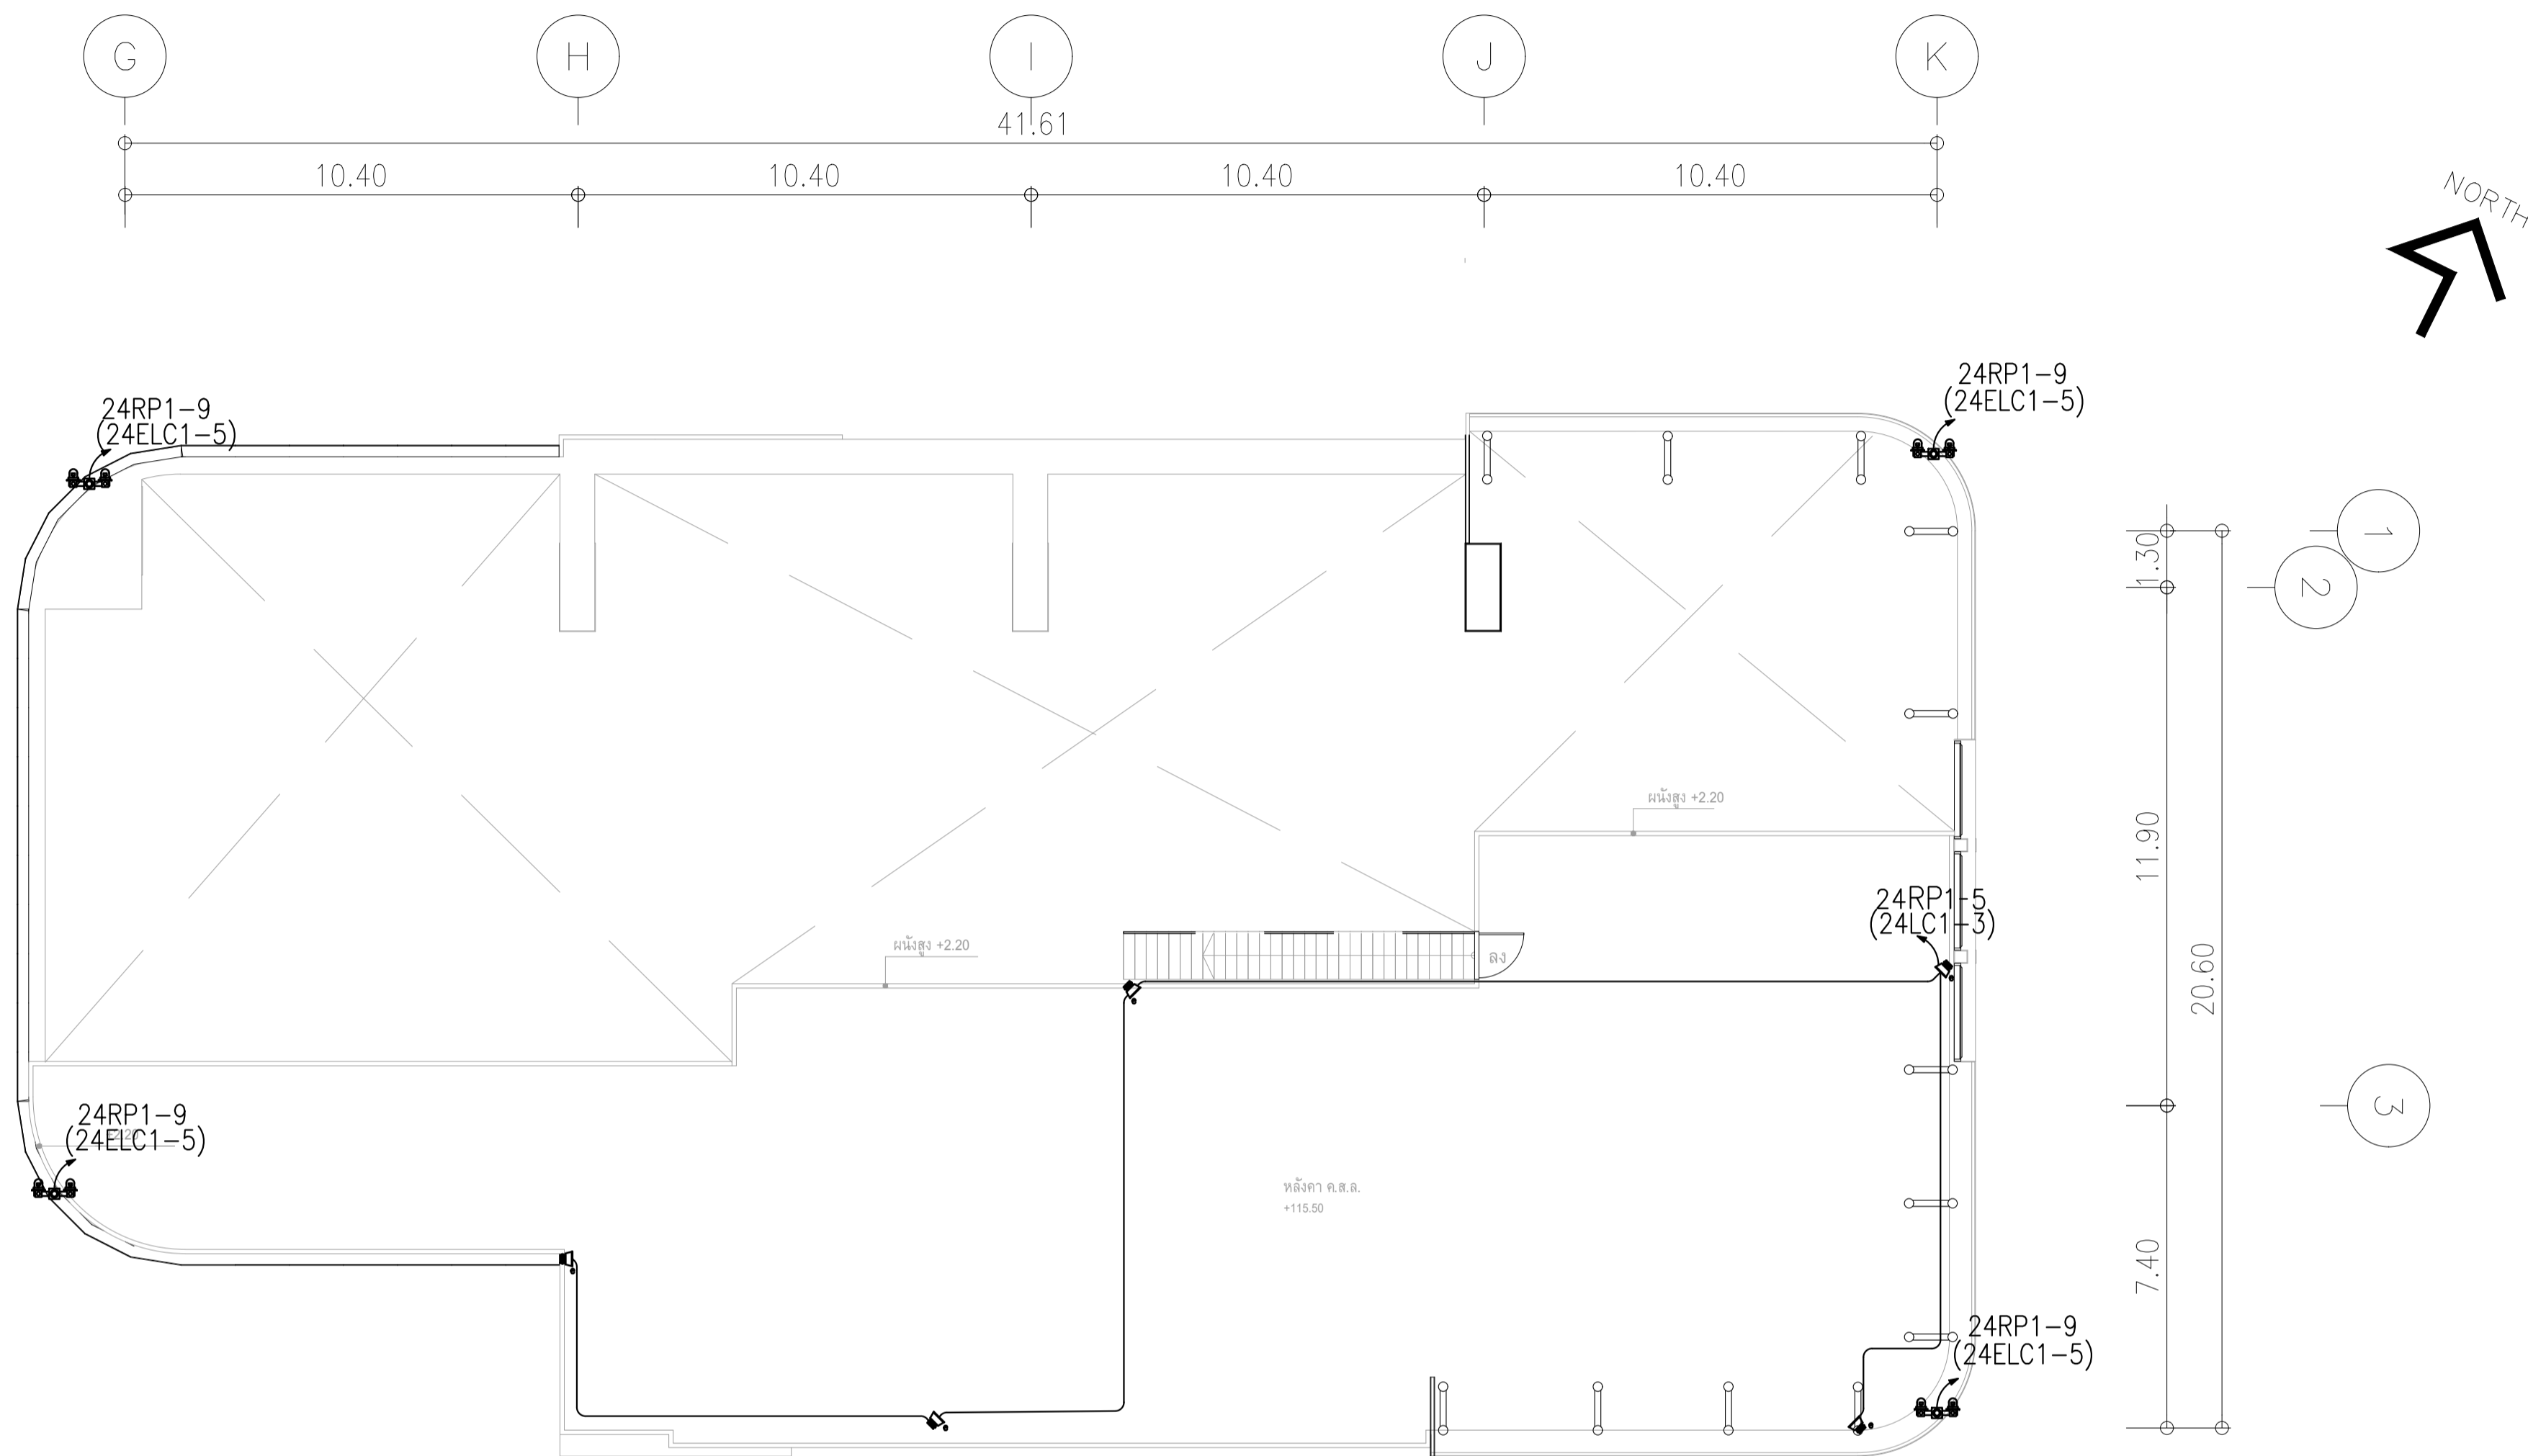 G H I J K
41.61
10.40 10.40 10.40 10.40
NORTH
24RP1-9
(24ELC1-5)
24RP1-9
(24ELC1-5)
1
1.30
2
ผนังสูง +2.20
11.90
24RP1-5
(24LC1-3)
ผนังสูง +2.20
ลง
20.60
3
24RP1-9
(24ELC1-5)
หลังคา ค.ส.ล.
+115.50
7.40
24RP1-9
(24ELC1-5)